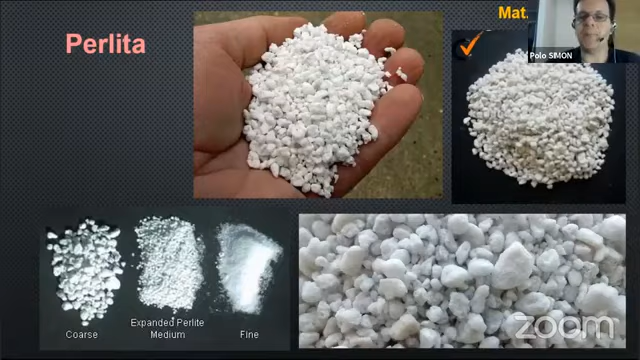 Mat.
Perlita
Polo SIMON
Coarse
Expanded Perlite
Medium
Fine
zoom